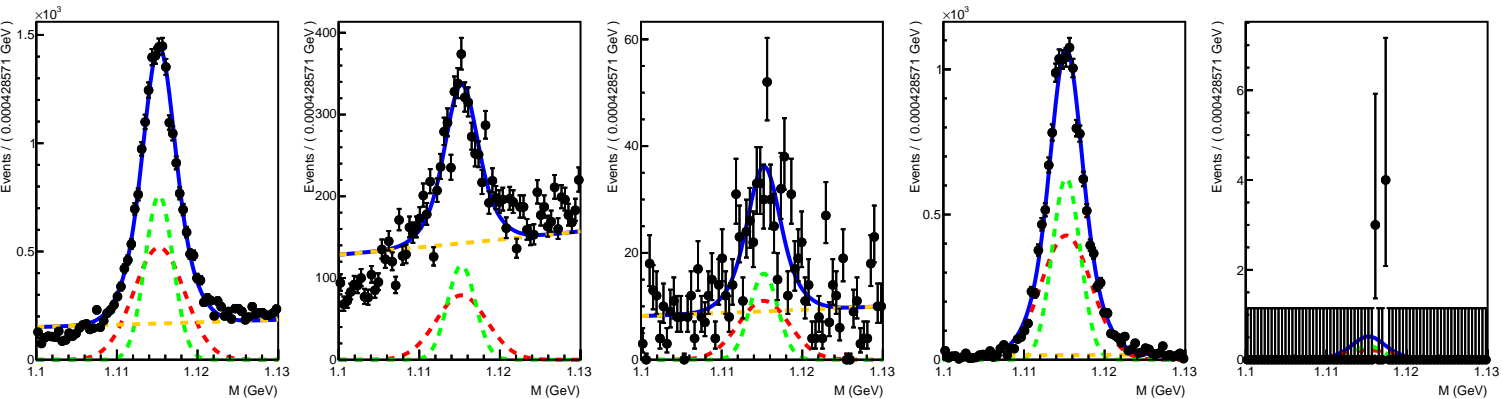 ×10³
1.5
1
0.5
0
1.1 1.11 1.12 1.13
M (GeV)
Events / ( 0.000428571 GeV )
400
300
200
100
0
1.1 1.11 1.12 1.13
M (GeV)
Events / ( 0.000428571 GeV )
60
40
20
0
1.1 1.11 1.12 1.13
M (GeV)
Events / ( 0.000428571 GeV )
×10³
1
0.5
0
1.1 1.11 1.12 1.13
M (GeV)
Events / ( 0.000428571 GeV )
6
4
2
0
1.1 1.11 1.12 1.13
M (GeV)
Events / ( 0.000428571 GeV )